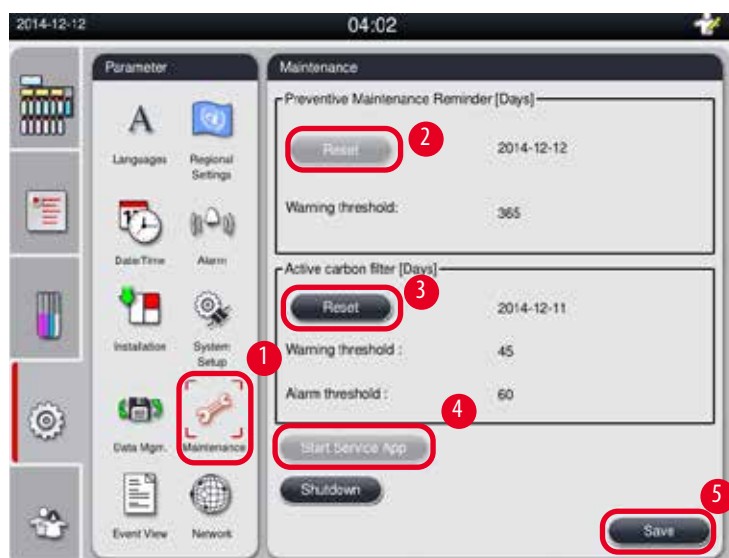 2014-12-12 04:02
Parameter
Languages
Regional Settings
Date/Time
Alarm
Installation
System Setup
Data Mgm.
1
Maintenance
Event View
Network
Maintenance
Preventive Maintenance Reminder [Days]
Reset 2 2014-12-12
Warning threshold: 365
Active carbon filter [Days]
Reset 3 2014-12-11
Warning threshold : 45
Alarm threshold : 60
4
Start Service App
Shutdown
5
Save